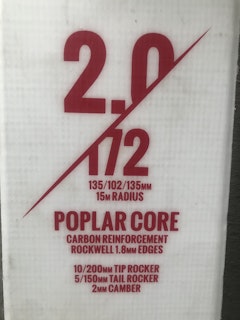 2.0
172
135/102/135MM
15M RADIUS
POPLAR CORE
CARBON REINFORCEMENT
ROCKWELL 1.8MM EDGES
10/200MM TIP ROCKER
5/150MM TAIL ROCKER
2MM CAMBER